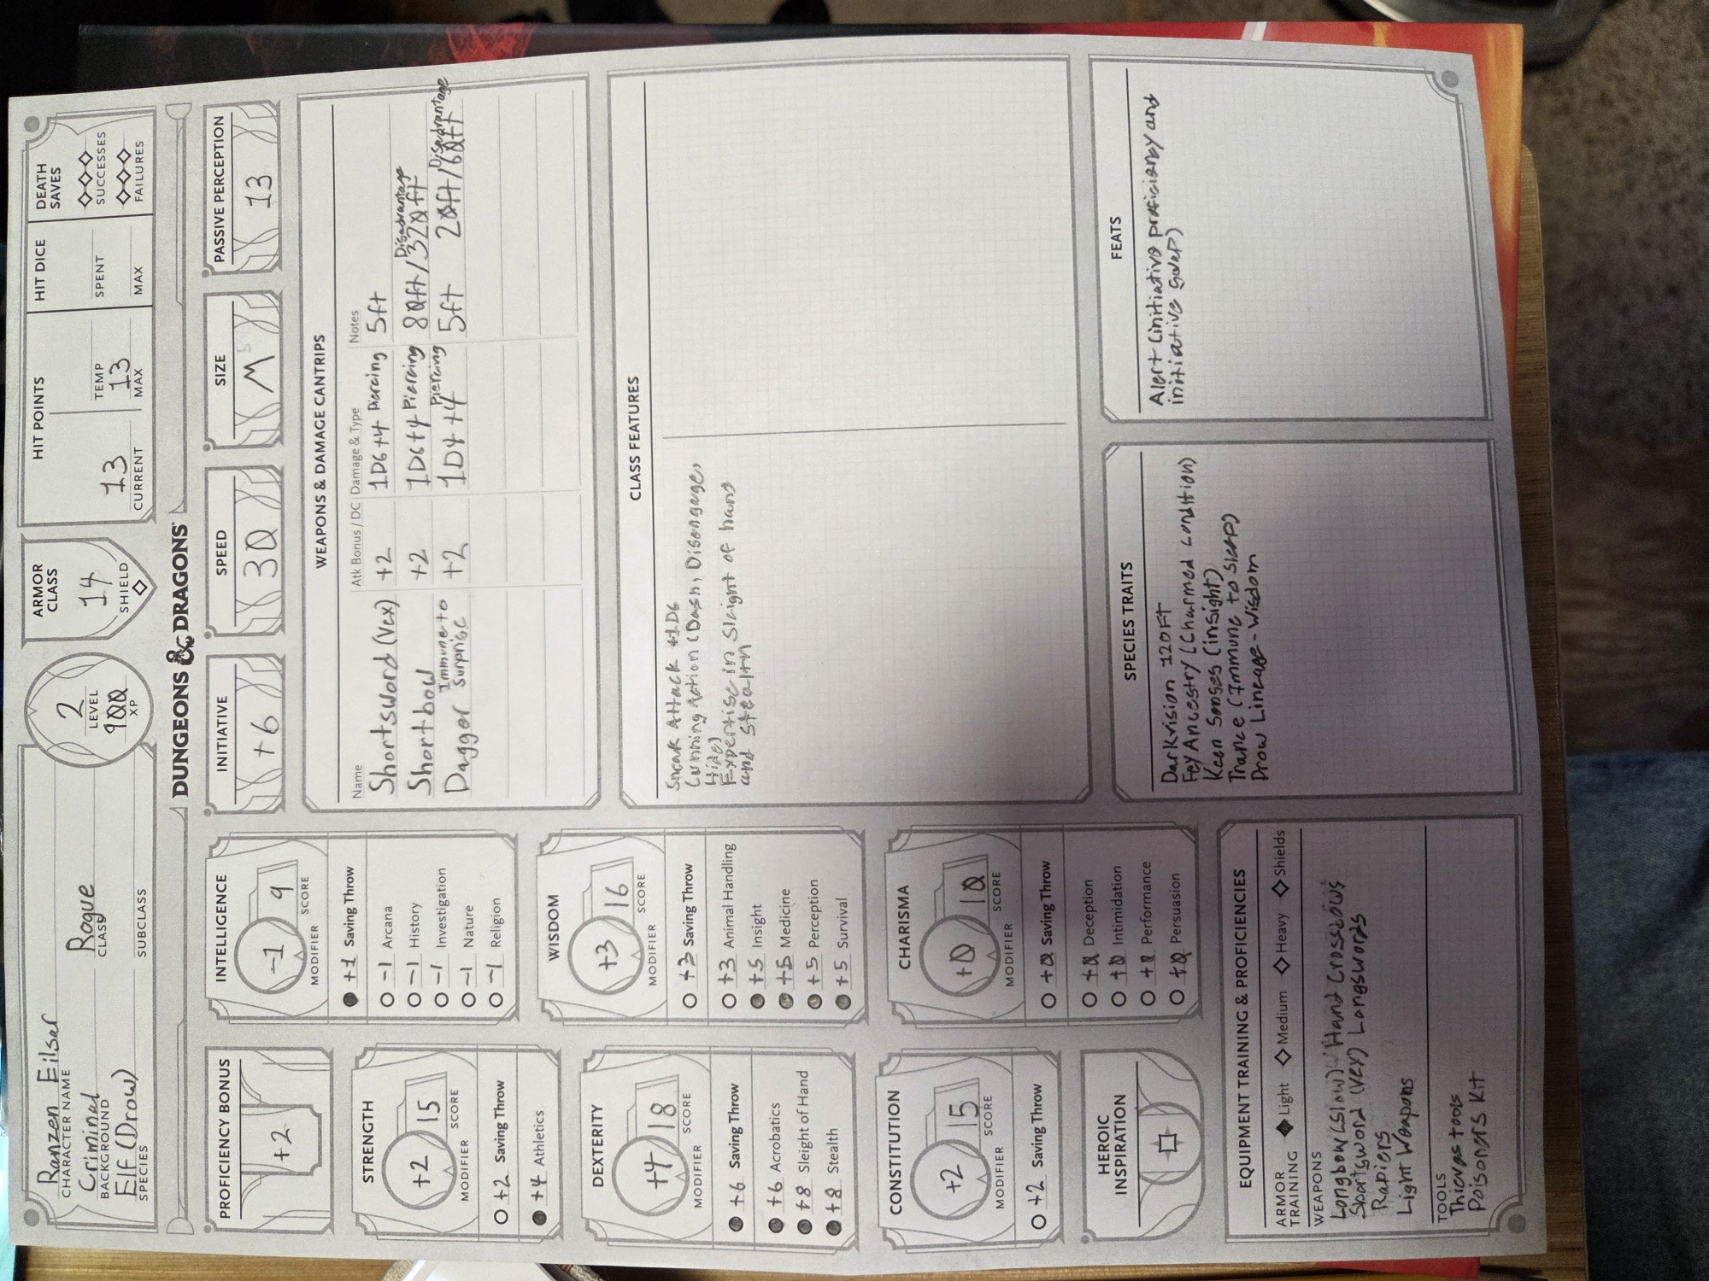 Ranzen Eilsar
CHARACTER NAME
Criminal
BACKGROUND
Rogue
CLASS
Elf (Drow)
SPECIES
SUBCLASS
2
LEVEL
900
XP
ARMOR
CLASS
14
SHIELD
HIT POINTS
13
CURRENT
TEMP
13
MAX
HIT DICE
SPENT
MAX
DEATH
SAVES
SUCCESSES
FAILURES
DUNGEONS & DRAGONS
PROFICIENCY BONUS
+2
INTELLIGENCE
-1 9
MODIFIER SCORE
+1 Saving Throw
-1 Arcana
-1 History
-1 Investigation
-1 Nature
-1 Religion
INITIATIVE
+6
SPEED
30
SIZE
M
PASSIVE PERCEPTION
13
STRENGTH
+2 15
MODIFIER SCORE
+2 Saving Throw
+4 Athletics
DEXTERITY
+4 18
MODIFIER SCORE
+6 Saving Throw
+6 Acrobatics
+8 Sleight of Hand
+8 Stealth
CONSTITUTION
+2 15
MODIFIER SCORE
+2 Saving Throw
HEROIC
INSPIRATION
WISDOM
+3 16
MODIFIER SCORE
+3 Saving Throw
+3 Animal Handling
+5 Insight
+5 Medicine
+5 Perception
+5 Survival
CHARISMA
+0 10
MODIFIER SCORE
+0 Saving Throw
+0 Deception
+0 Intimidation
+0 Performance
+0 Persuasion
WEAPONS & DAMAGE CANTRIPS
Name Atk Bonus / DC Damage & Type Notes
Shortsword (Vex) +2 1D6+4 Piercing 5ft
Shortbow +2 1D6+4 Piercing 80ft/320ft Disadvantage
Dagger Immune to surprise +2 1D4+4 Piercing 5ft 20ft/60ft Disadvantage
CLASS FEATURES
Sneak Attack +1D6
Cunning Action (Dash, Disengage,
Hide)
Expertise in Sleight of hand
and stealth
SPECIES TRAITS
Darkvision 120FT
Fey Ancestry (Charmed condition)
Keen Senses (insight)
Trance (Immune to Sleep)
Drow Lineage - Wisdom
FEATS
Alert (initiative proficiency and
initiative swap)
EQUIPMENT TRAINING & PROFICIENCIES
ARMOR
TRAINING
Light Medium Heavy Shields
WEAPONS
Longbow (Slow) Hand Crossbows
Shortsword (Vex) Longswords
Rapiers
Light Weapons
TOOLS
Thieves tools
Poisoners Kit